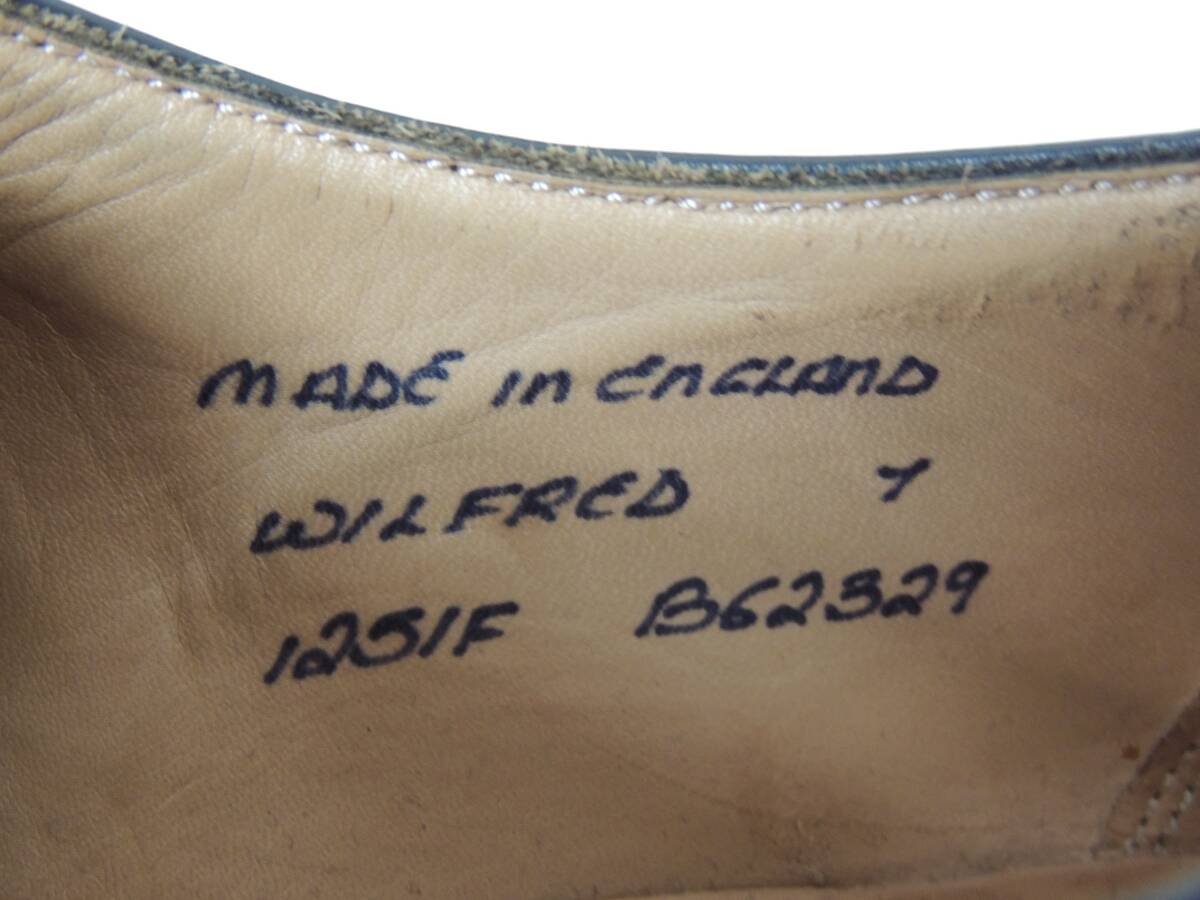 MADE in EnGLAnD
WILFRED 7
1251F B62329